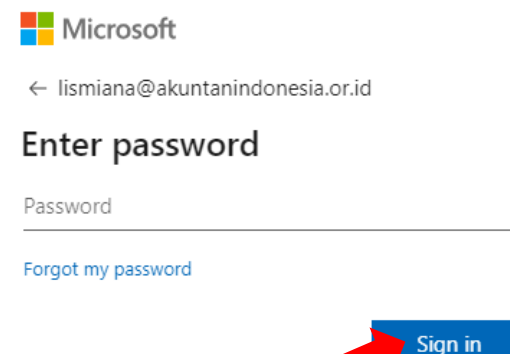 Microsoft
← lismiana@akuntanindonesia.or.id
Enter password
Password
Forgot my password
Sign in